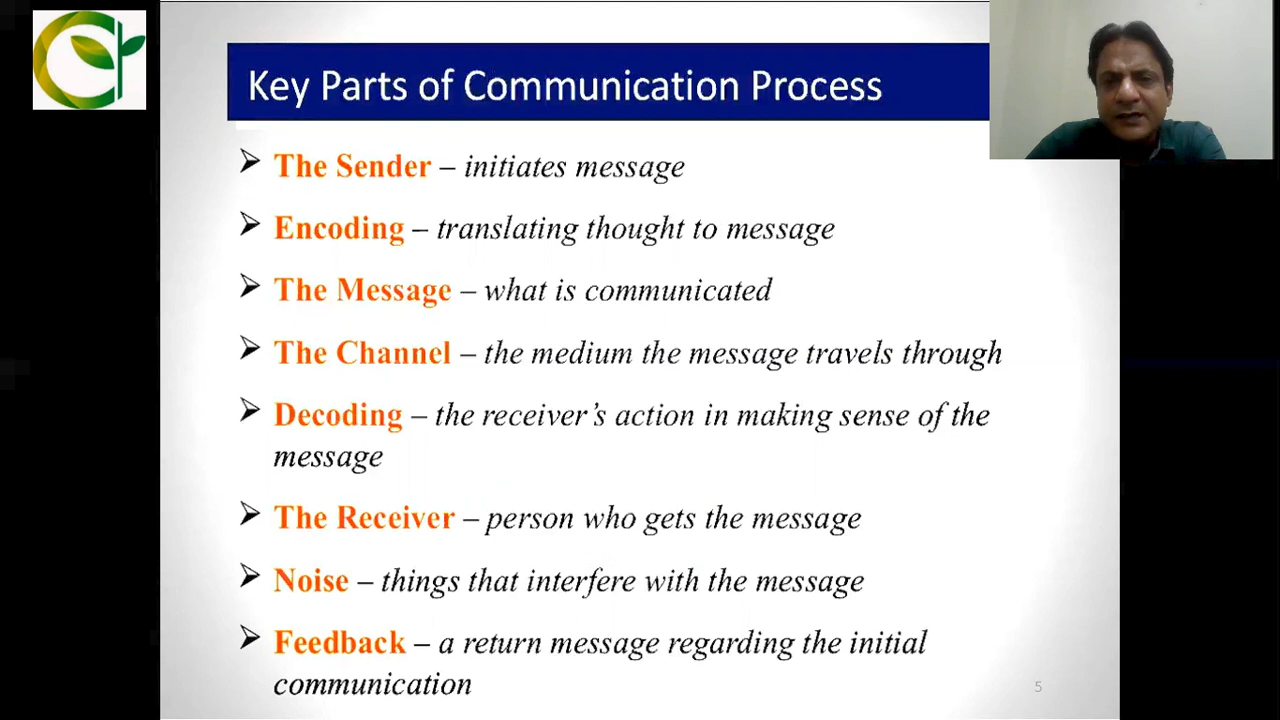 Key Parts of Communication Process
➢ The Sender – initiates message
➢ Encoding – translating thought to message
➢ The Message – what is communicated
➢ The Channel – the medium the message travels through
➢ Decoding – the receiver’s action in making sense of the
message
➢ The Receiver – person who gets the message
➢ Noise – things that interfere with the message
➢ Feedback – a return message regarding the initial
communication
5